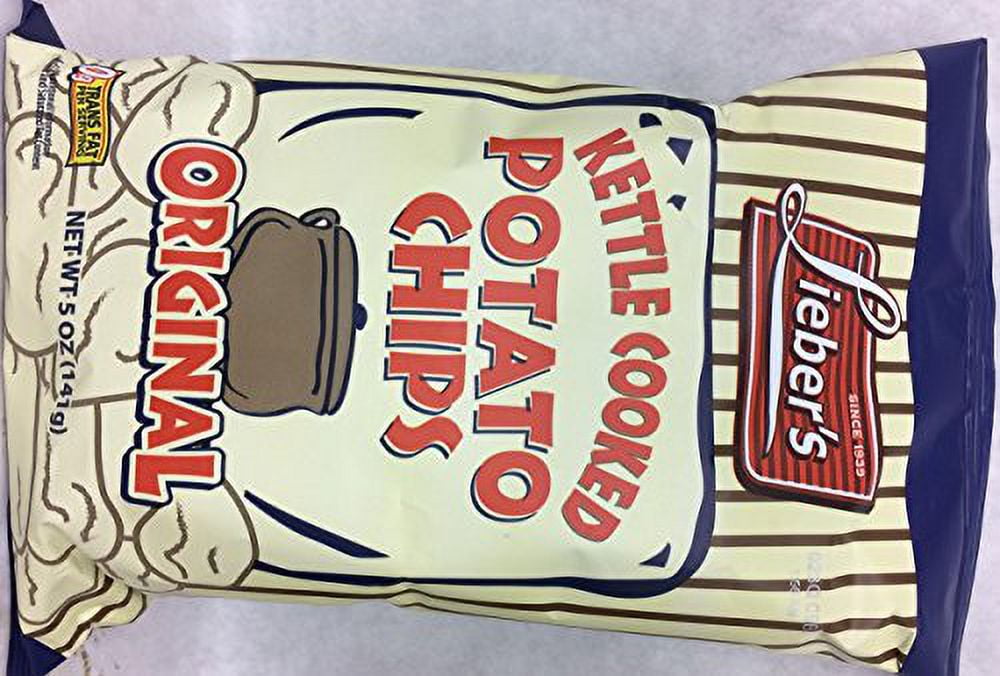 Lieber's
SINCE 1939
KETTLE COOKED
POTATO
CHIPS
ORIGINAL
0g TRANS FAT
PER SERVING
NET WT 5 OZ (141g)